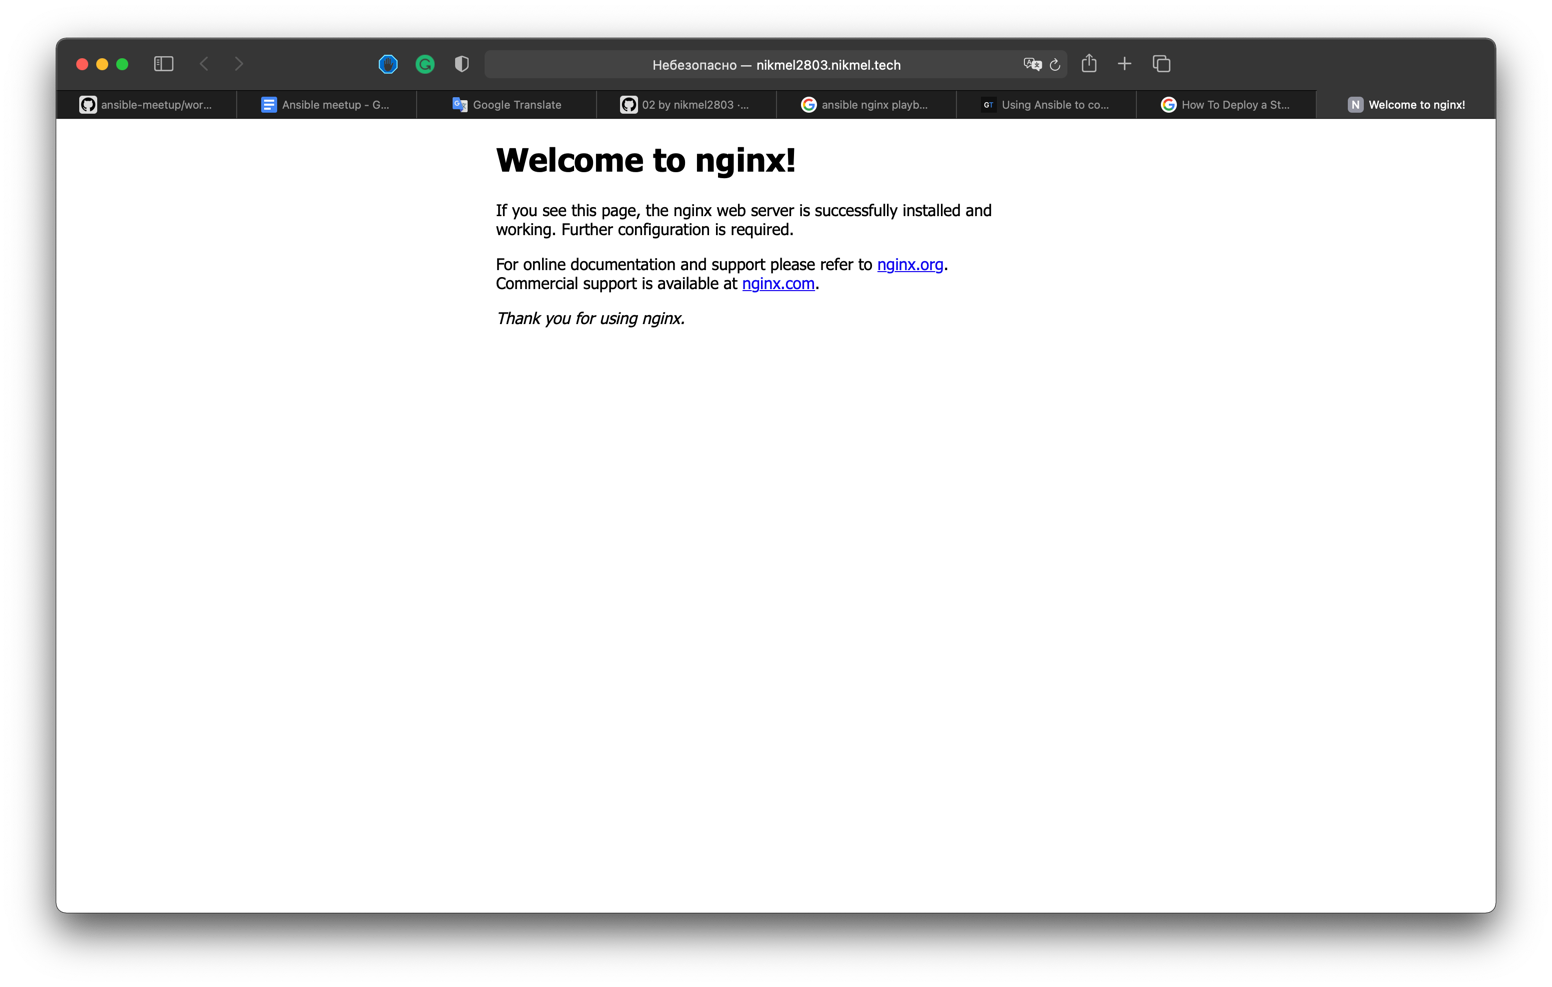 Небезопасно — nikmel2803.nikmel.tech
ansible-meetup/wor...
Ansible meetup - G...
Google Translate
02 by nikmel2803 ·...
ansible nginx playb...
GT Using Ansible to co...
How To Deploy a St...
N Welcome to nginx!
Welcome to nginx!
If you see this page, the nginx web server is successfully installed and
working. Further configuration is required.
For online documentation and support please refer to nginx.org.
Commercial support is available at nginx.com.
Thank you for using nginx.